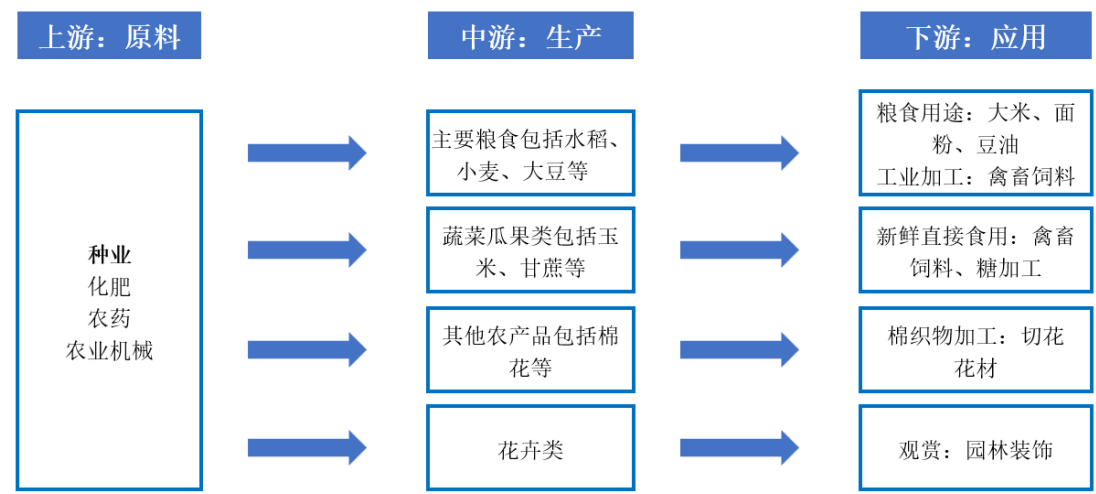 上游：原料
中游：生产
下游：应用
种业
化肥
农药
农业机械
主要粮食包括水稻、
小麦、大豆等
粮食用途：大米、面
粉、豆油
工业加工：禽畜饲料
蔬菜瓜果类包括玉
米、甘蔗等
新鲜直接食用：禽畜
饲料、糖加工
其他农产品包括棉
花等
棉织物加工：切花
花材
花卉类
观赏：园林装饰